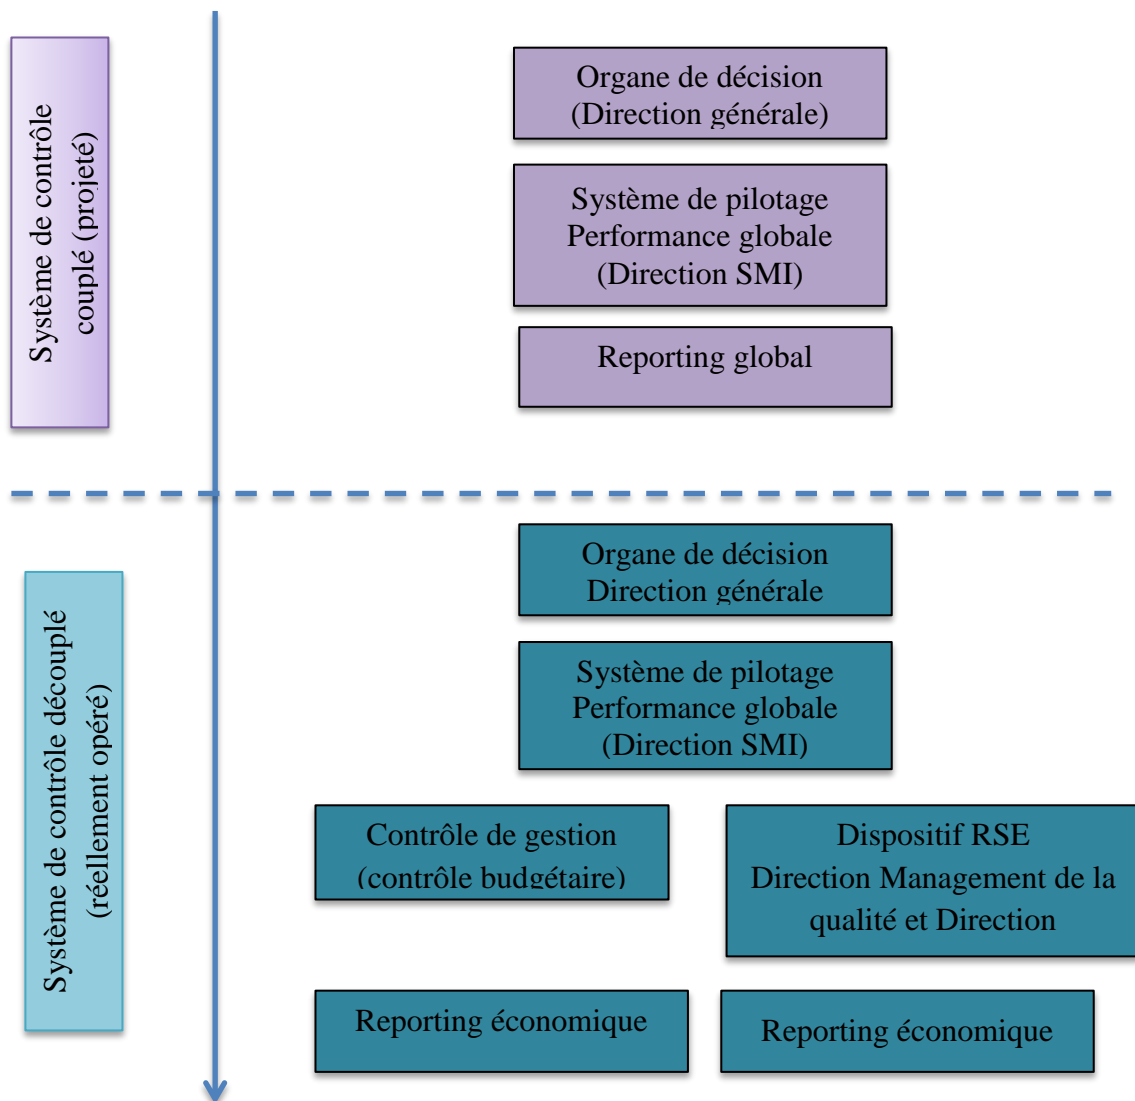 Système de contrôle
couplé (projeté)
Organe de décision
(Direction générale)
Système de pilotage
Performance globale
(Direction SMI)
Reporting global
Système de contrôle découplé
(réellement opéré)
Organe de décision
Direction générale
Système de pilotage
Performance globale
(Direction SMI)
Contrôle de gestion
(contrôle budgétaire)
Dispositif RSE
Direction Management de la
qualité et Direction
Reporting économique
Reporting économique